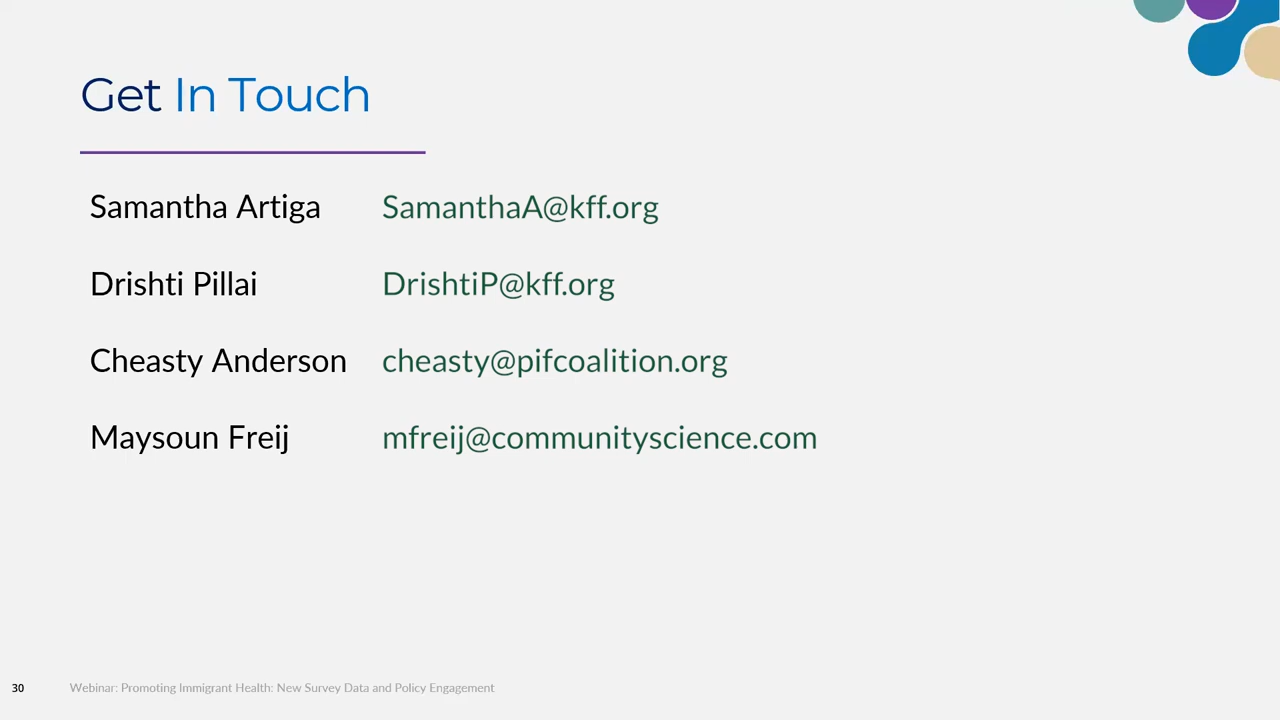 Get In Touch
Samantha Artiga SamanthaA@kff.org
Drishti Pillai DrishtiP@kff.org
Cheasty Anderson cheasty@pifcoalition.org
Maysoun Freij mfreij@communityscience.com
30 Webinar: Promoting Immigrant Health: New Survey Data and Policy Engagement